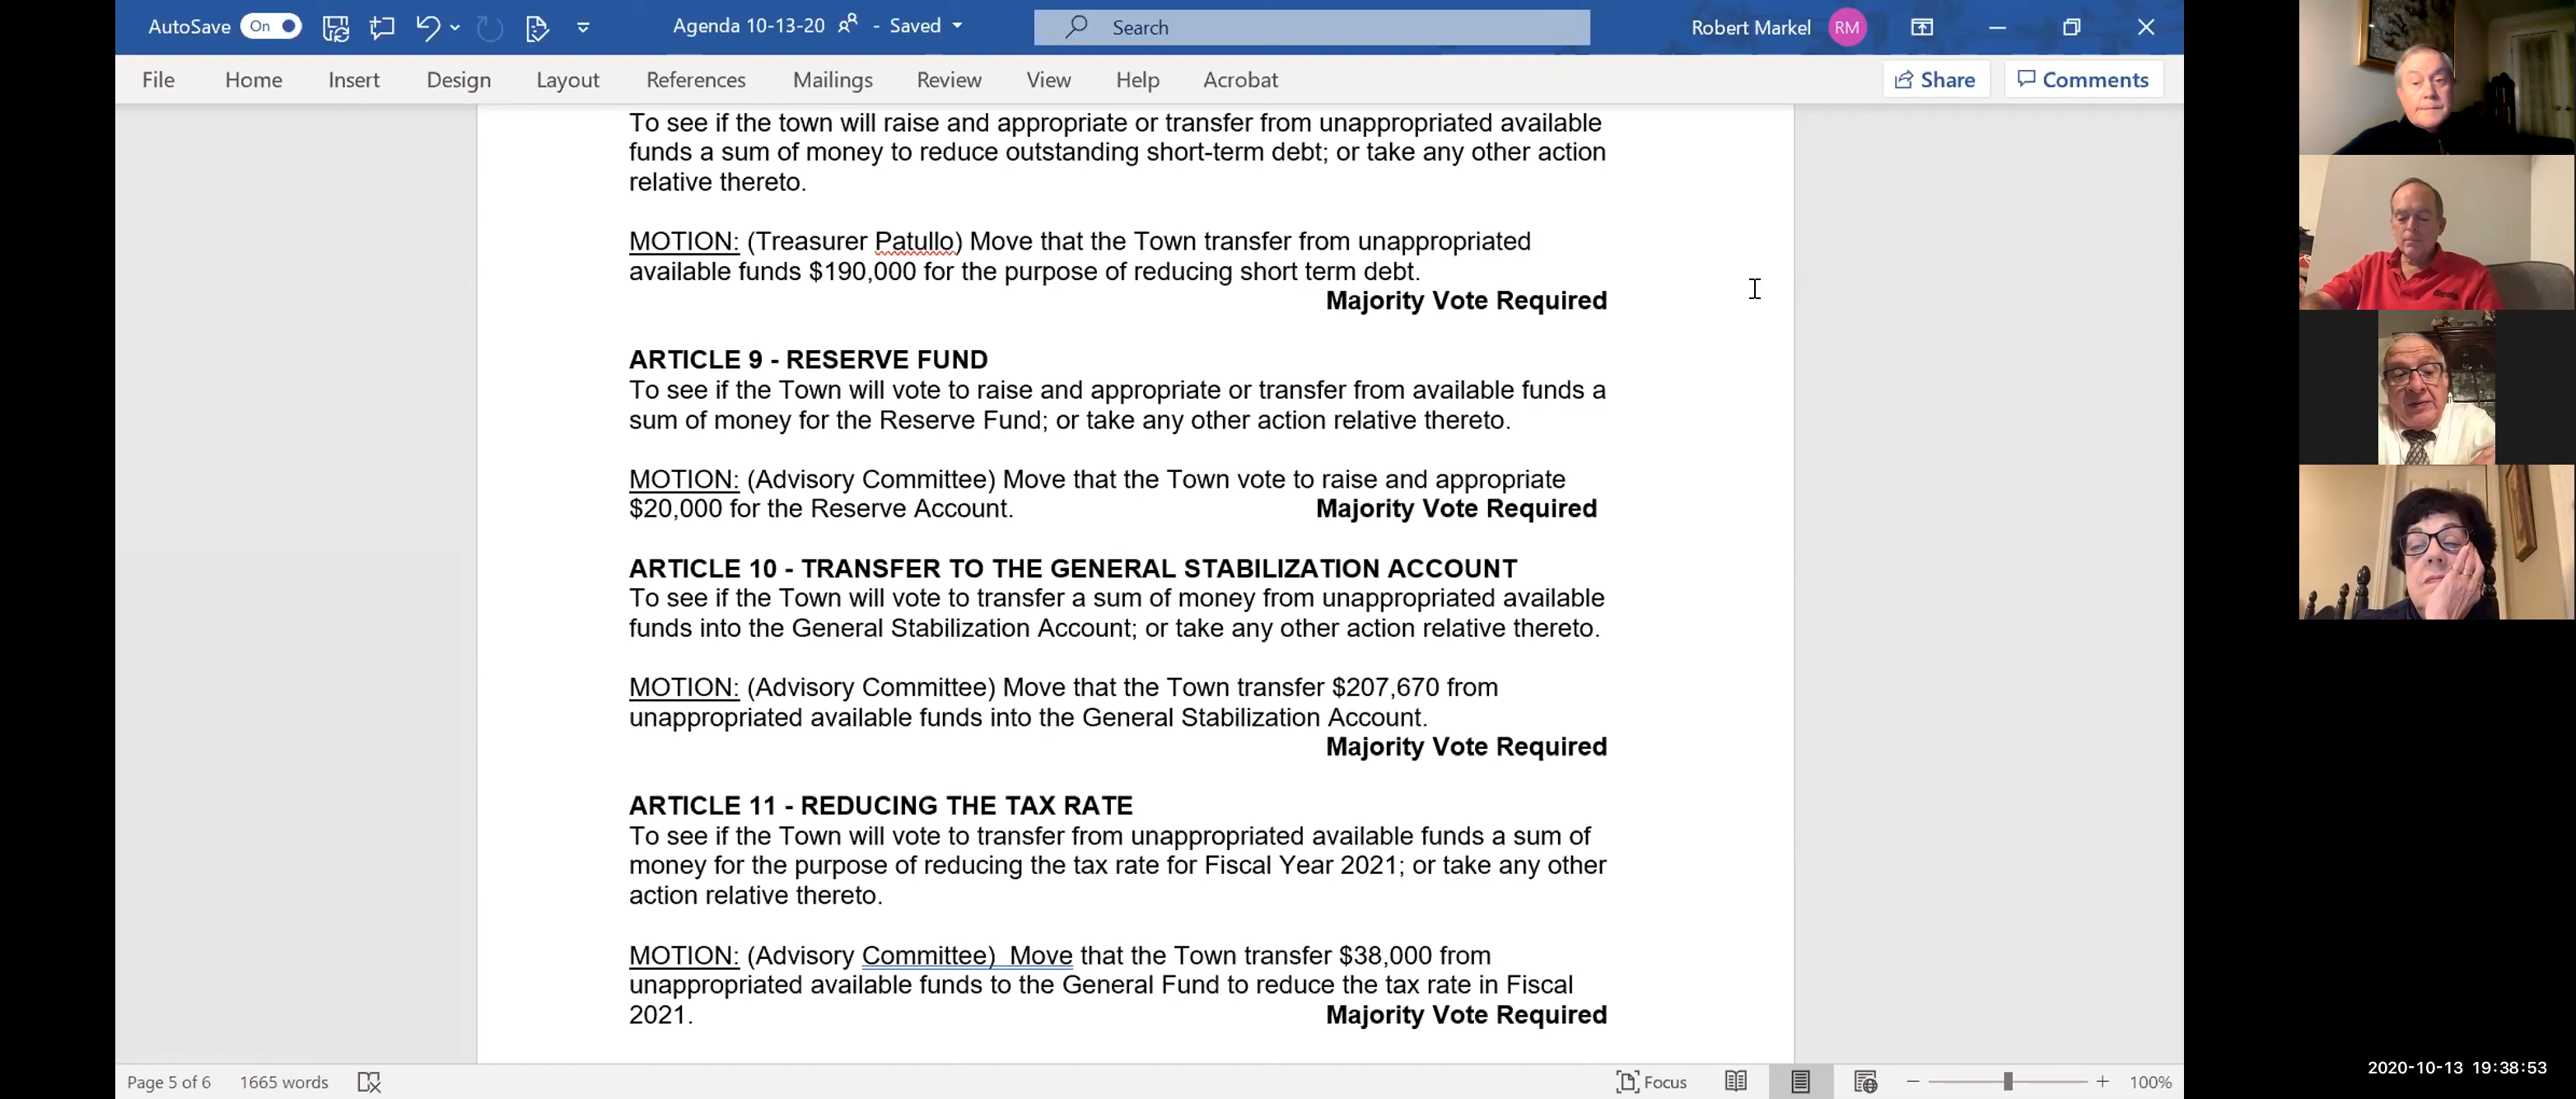 AutoSave On Agenda 10-13-20 - Saved Search Robert Markel RM
File Home Insert Design Layout References Mailings Review View Help Acrobat Share Comments
To see if the town will raise and appropriate or transfer from unappropriated available
funds a sum of money to reduce outstanding short-term debt; or take any other action
relative thereto.
MOTION: (Treasurer Patullo) Move that the Town transfer from unappropriated
available funds $190,000 for the purpose of reducing short term debt.
Majority Vote Required
ARTICLE 9 - RESERVE FUND
To see if the Town will vote to raise and appropriate or transfer from available funds a
sum of money for the Reserve Fund; or take any other action relative thereto.
MOTION: (Advisory Committee) Move that the Town vote to raise and appropriate
$20,000 for the Reserve Account. Majority Vote Required
ARTICLE 10 - TRANSFER TO THE GENERAL STABILIZATION ACCOUNT
To see if the Town will vote to transfer a sum of money from unappropriated available
funds into the General Stabilization Account; or take any other action relative thereto.
MOTION: (Advisory Committee) Move that the Town transfer $207,670 from
unappropriated available funds into the General Stabilization Account.
Majority Vote Required
ARTICLE 11 - REDUCING THE TAX RATE
To see if the Town will vote to transfer from unappropriated available funds a sum of
money for the purpose of reducing the tax rate for Fiscal Year 2021; or take any other
action relative thereto.
MOTION: (Advisory Committee)  Move that the Town transfer $38,000 from
unappropriated available funds to the General Fund to reduce the tax rate in Fiscal
2021. Majority Vote Required
Page 5 of 6 1665 words Focus 100%
2020-10-13 19:38:53